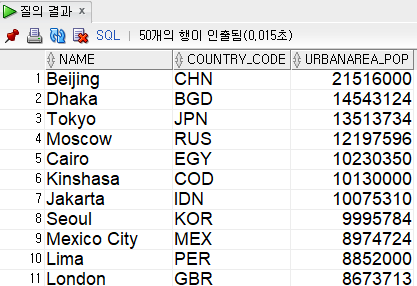 질의 결과 ×
SQL | 50개의 행이 인출됨(0,015초)
NAME COUNTRY_CODE URBANAREA_POP
1 Beijing CHN 21516000
2 Dhaka BGD 14543124
3 Tokyo JPN 13513734
4 Moscow RUS 12197596
5 Cairo EGY 10230350
6 Kinshasa COD 10130000
7 Jakarta IDN 10075310
8 Seoul KOR 9995784
9 Mexico City MEX 8974724
10 Lima PER 8852000
11 London GBR 8673713